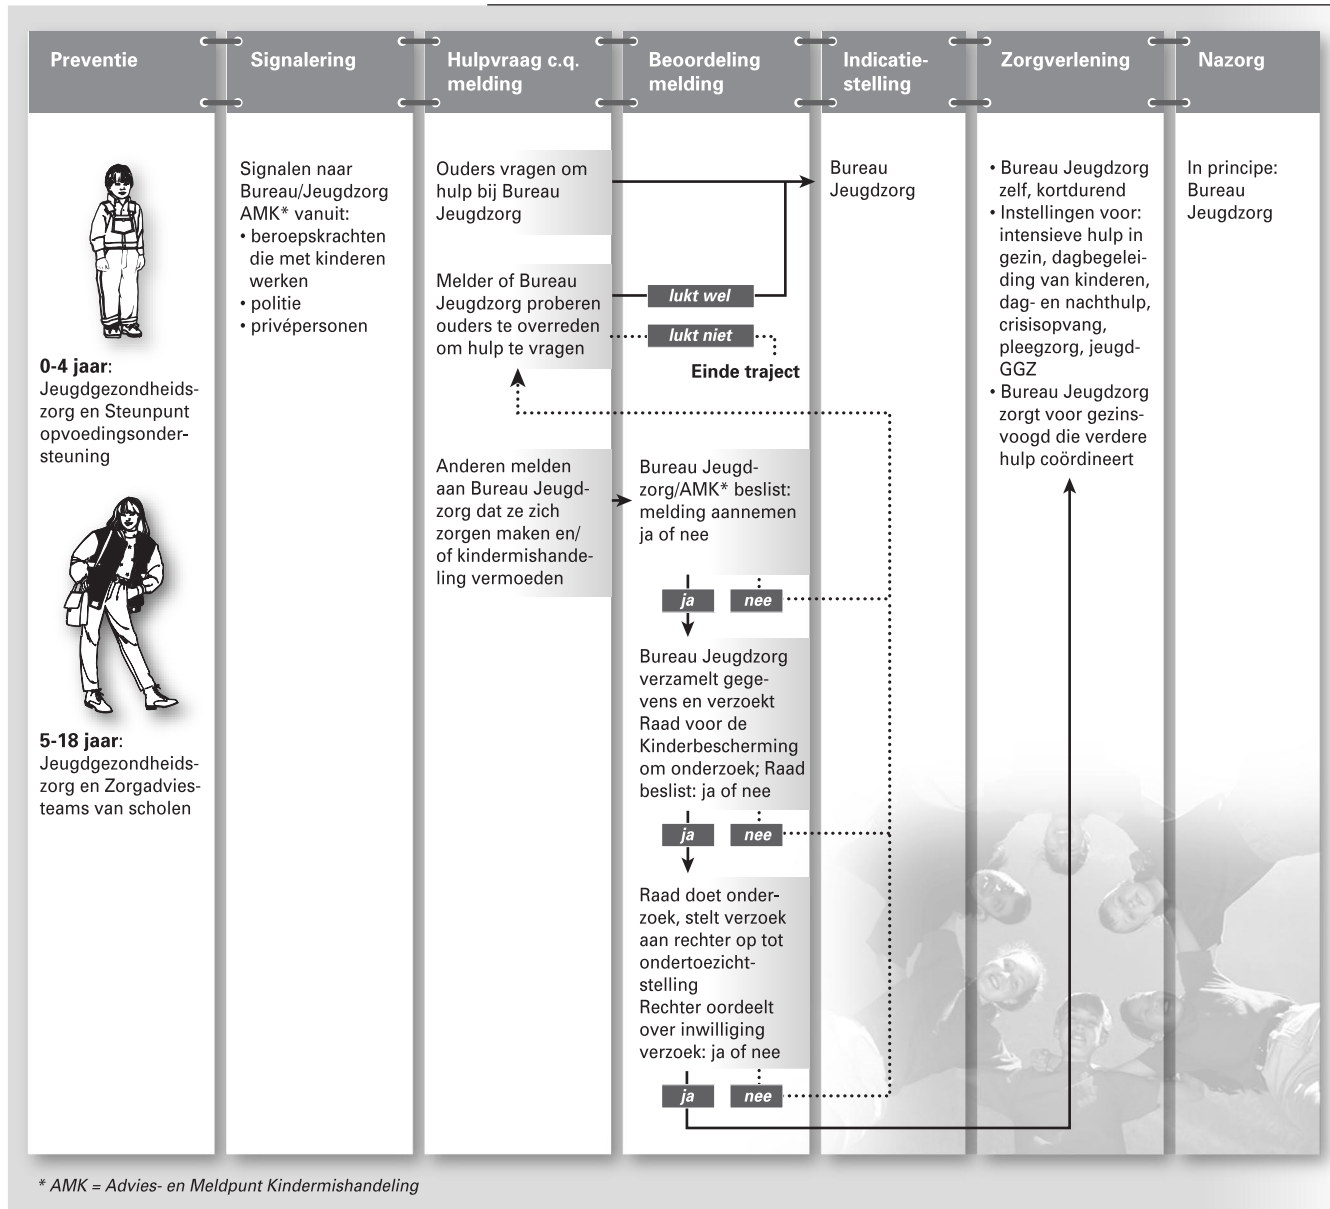 Preventie
Signalering
Hulpvraag c.q.
melding
Beoordeling
melding
Indicatie-
stelling
Zorgverlening
Nazorg
0-4 jaar:
Jeugdgezondheids-
zorg en Steunpunt
opvoedingsonder-
steuning
5-18 jaar:
Jeugdgezondheids-
zorg en Zorgadvies-
teams van scholen
Signalen naar
Bureau/Jeugdzorg
AMK* vanuit:
• beroepskrachten
die met kinderen
werken
• politie
• privépersonen
Ouders vragen om
hulp bij Bureau
Jeugdzorg
Melder of Bureau
Jeugdzorg proberen
ouders te overreden
om hulp te vragen
Anderen melden
aan Bureau Jeugd-
zorg dat ze zich
zorgen maken en/
of kindermishande-
ling vermoeden
lukt wel
lukt niet
Einde traject
Bureau Jeugd-
zorg/AMK* beslist:
melding aannemen
ja of nee
ja nee
Bureau Jeugdzorg
verzamelt gege-
vens en verzoekt
Raad voor de
Kinderbescherming
om onderzoek; Raad
beslist: ja of nee
ja nee
Raad doet onder-
zoek, stelt verzoek
aan rechter op tot
ondertoezicht-
stelling
Rechter oordeelt
over inwilliging
verzoek: ja of nee
ja nee
Bureau
Jeugdzorg
• Bureau Jeugdzorg
zelf, kortdurend
• Instellingen voor:
intensieve hulp in
gezin, dagbegelei-
ding van kinderen,
dag- en nachthulp,
crisisopvang,
pleegzorg, jeugd-
GGZ
• Bureau Jeugdzorg
zorgt voor gezins-
voogd die verdere
hulp coördineert
In principe:
Bureau
Jeugdzorg
* AMK = Advies- en Meldpunt Kindermishandeling